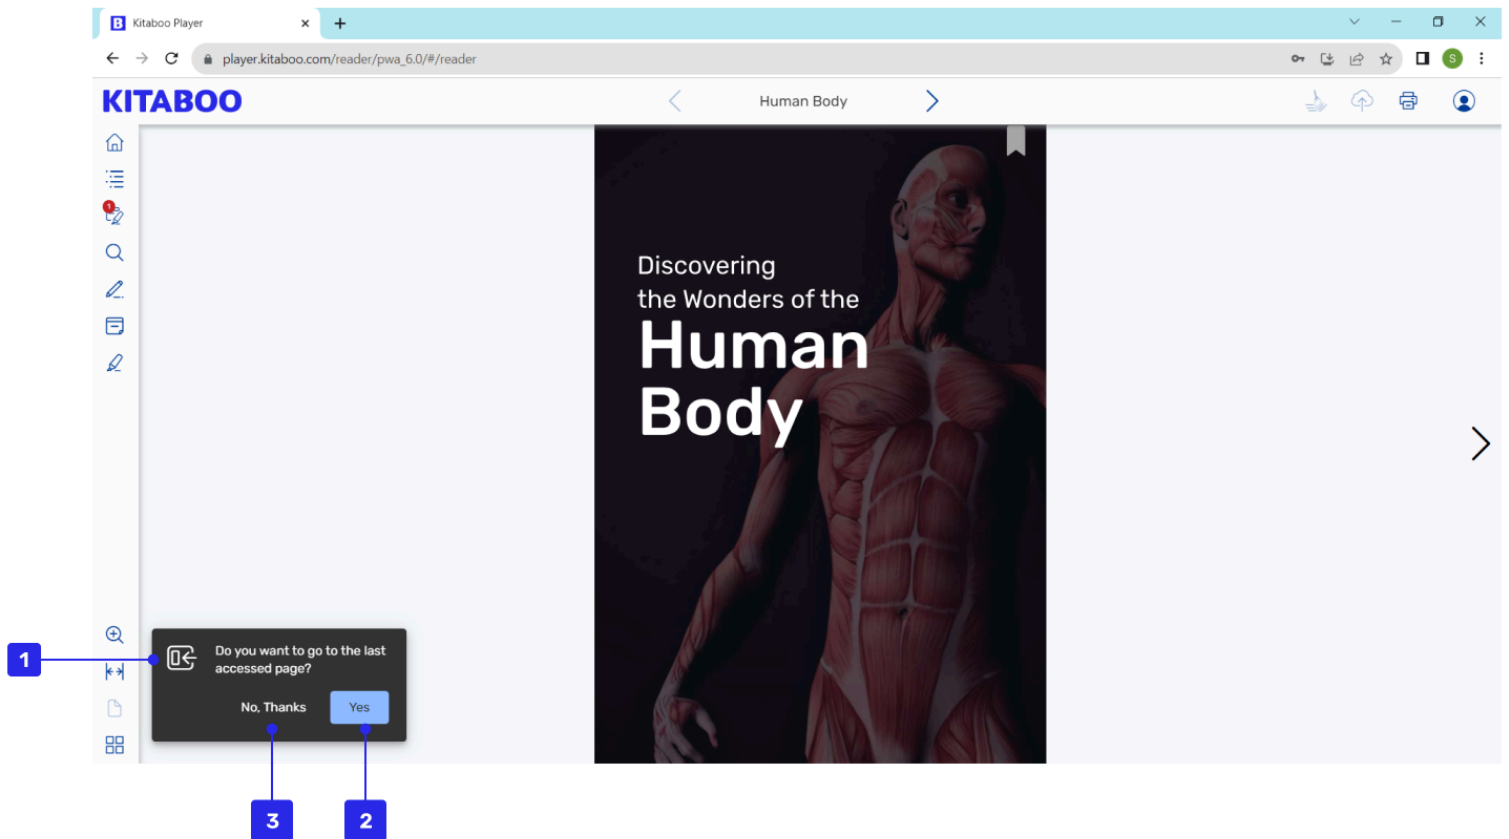 Kitaboo Player
player.kitaboo.com/reader/pwa_6.0/#/reader
S
KITABOO
Human Body
1
Discovering
the Wonders of the
Human
Body
1
Do you want to go to the last
accessed page?
No, Thanks
Yes
3
2